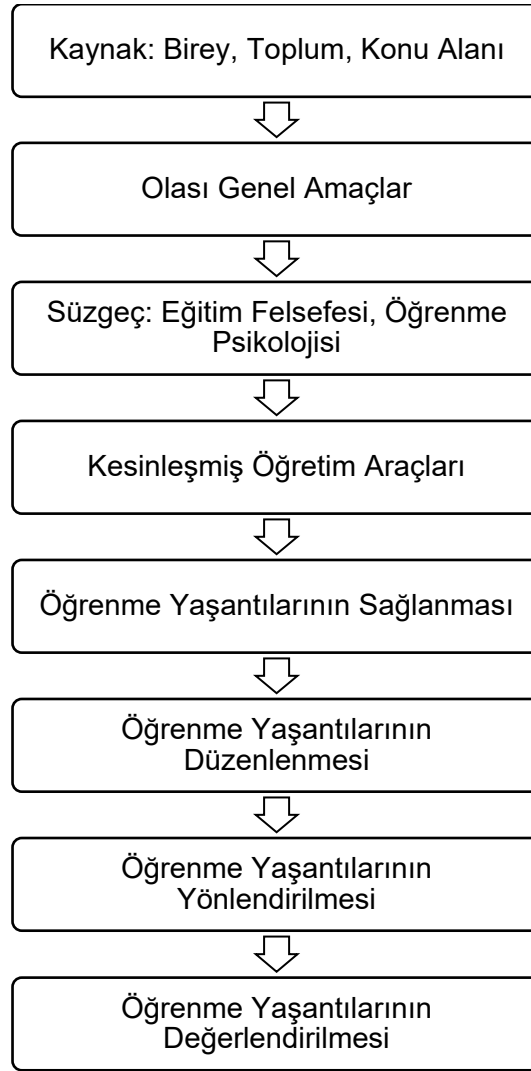 Kaynak: Birey, Toplum, Konu Alanı
Olası Genel Amaçlar
Süzgeç: Eğitim Felsefesi, Öğrenme
Psikolojisi
Kesinleşmiş Öğretim Araçları
Öğrenme Yaşantılarının Sağlanması
Öğrenme Yaşantılarının
Düzenlenmesi
Öğrenme Yaşantılarının
Yönlendirilmesi
Öğrenme Yaşantılarının
Değerlendirilmesi